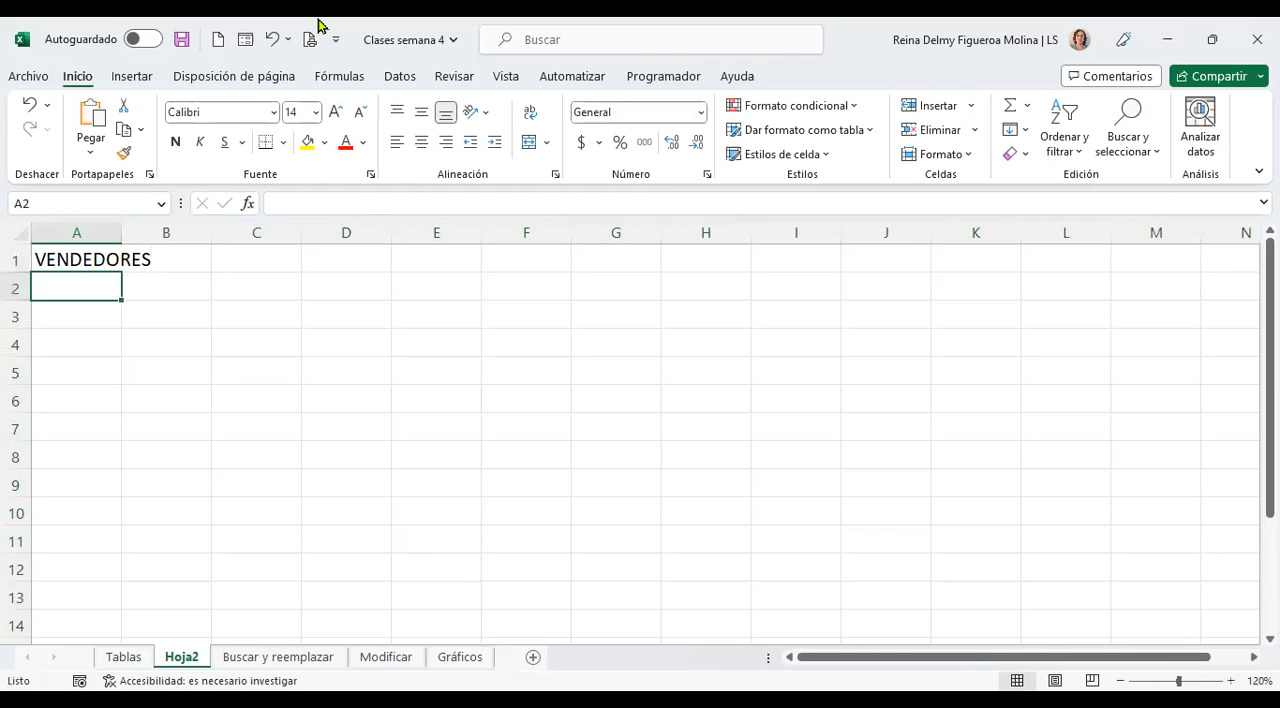 Autoguardado
Clases semana 4
Buscar
Reina Delmy Figueroa Molina | LS
Archivo Inicio Insertar Disposición de página Fórmulas Datos Revisar Vista Automatizar Programador Ayuda
Comentarios Compartir
Pegar
Calibri 14
N K S
General
$ % 000
Formato condicional
Dar formato como tabla
Estilos de celda
Insertar
Eliminar
Formato
Ordenar y
filtrar
Buscar y
seleccionar
Analizar
datos
Deshacer Portapapeles Fuente Alineación Número Estilos Celdas Edición Análisis
A2
fx
A B C D E F G H I J K L M N
1 VENDEDORES
2
3
4
5
6
7
8
9
10
11
12
13
14
Tablas Hoja2 Buscar y reemplazar Modificar Gráficos
Listo Accesibilidad: es necesario investigar 120%